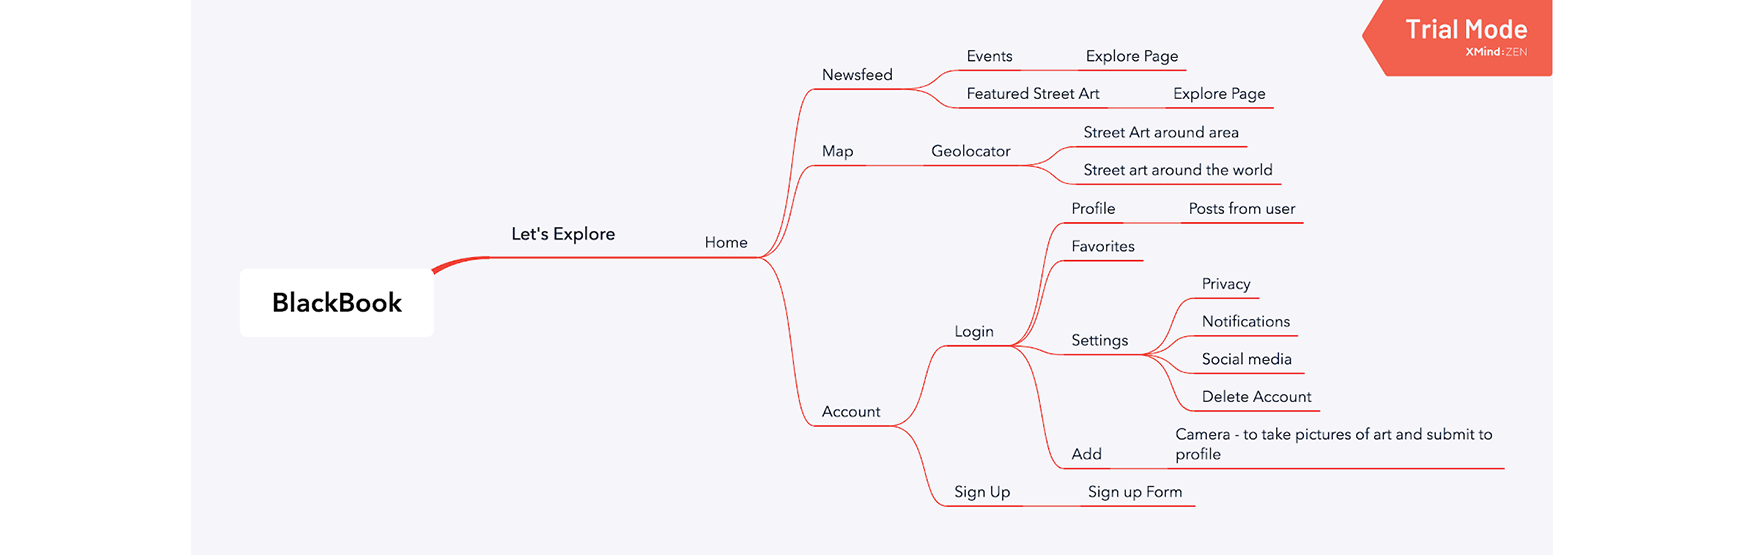 Trial Mode
XMind:ZEN
Events
Explore Page
Newsfeed
Featured Street Art
Explore Page
Street Art around area
Map
Geolocator
Street art around the world
Profile
Posts from user
Let's Explore
Home
Favorites
BlackBook
Privacy
Notifications
Login
Settings
Social media
Delete Account
Account
Camera - to take pictures of art and submit to
profile
Add
Sign Up
Sign up Form